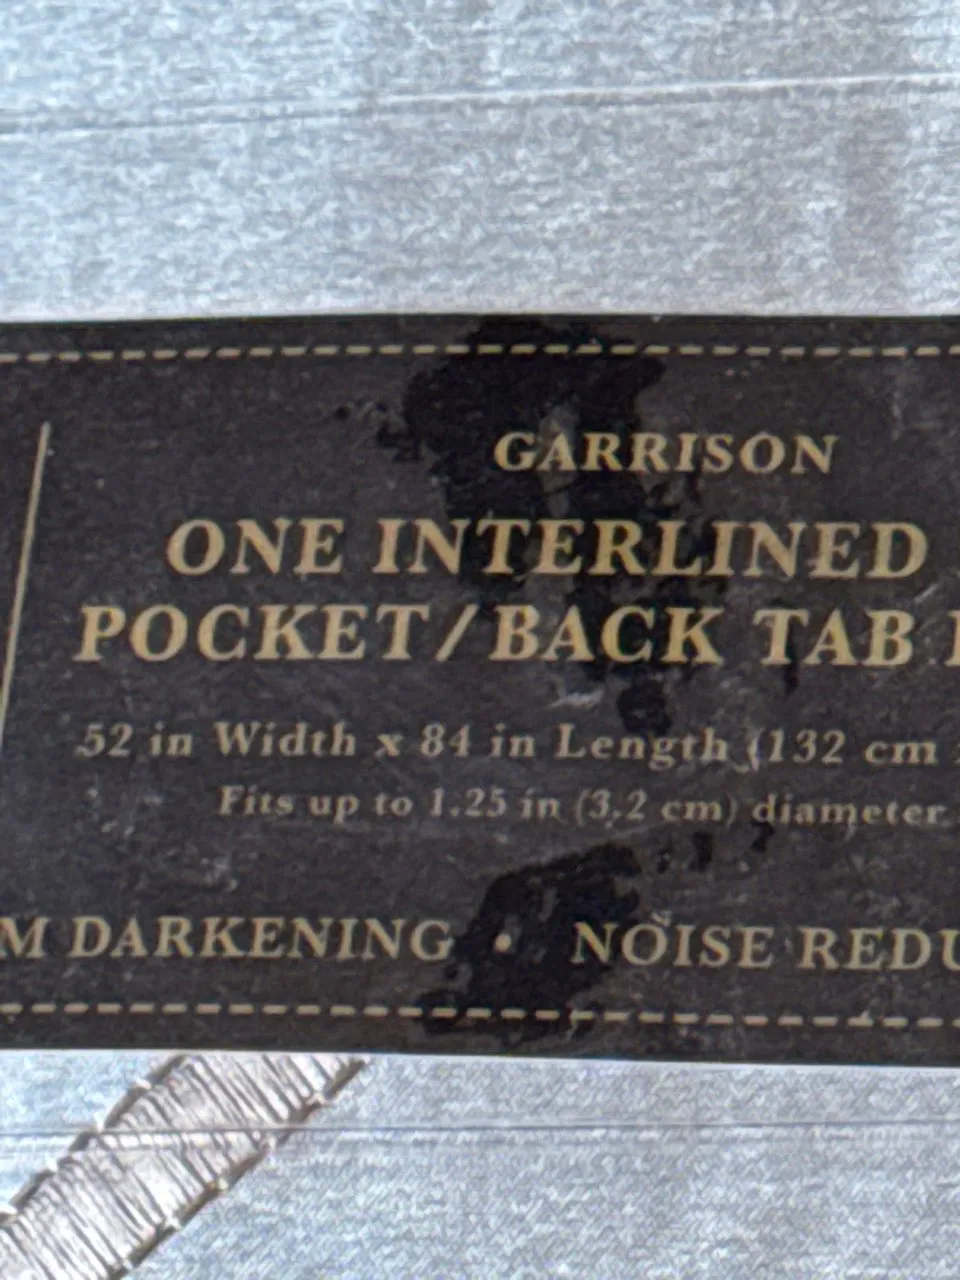 GARRISON
ONE INTERLINED
POCKET/BACK TAB
52 in Width x 84 in Length (132 cm
Fits up to 1.25 in (3.2 cm) diameter
M DARKENING • NOISE REDU